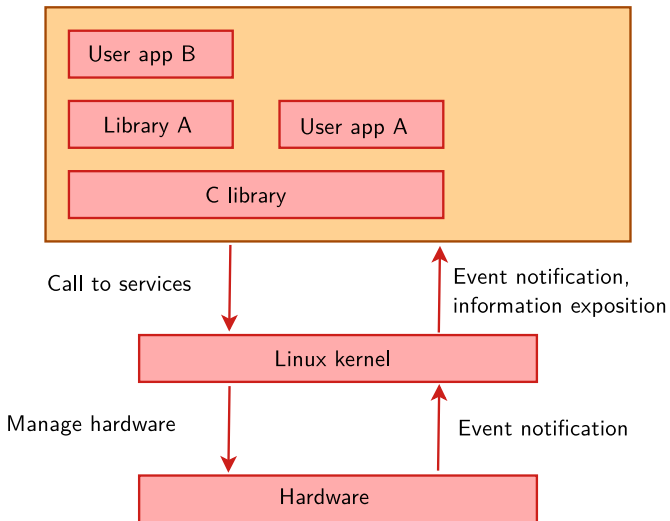 User app B
Library A
User app A
C library
Call to services
Event notification,
information exposition
Linux kernel
Manage hardware
Event notification
Hardware